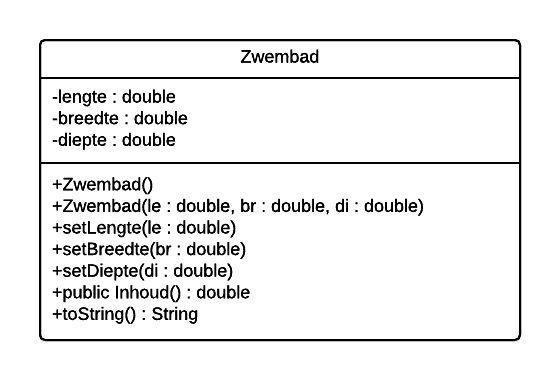 Zwembad
-lengte : double
-breedte : double
-diepte : double
+Zwembad()
+Zwembad(le : double, br : double, di : double)
+setLengte(le : double)
+setBreedte(br : double)
+setDiepte(di : double)
+public Inhoud() : double
+toString() : String